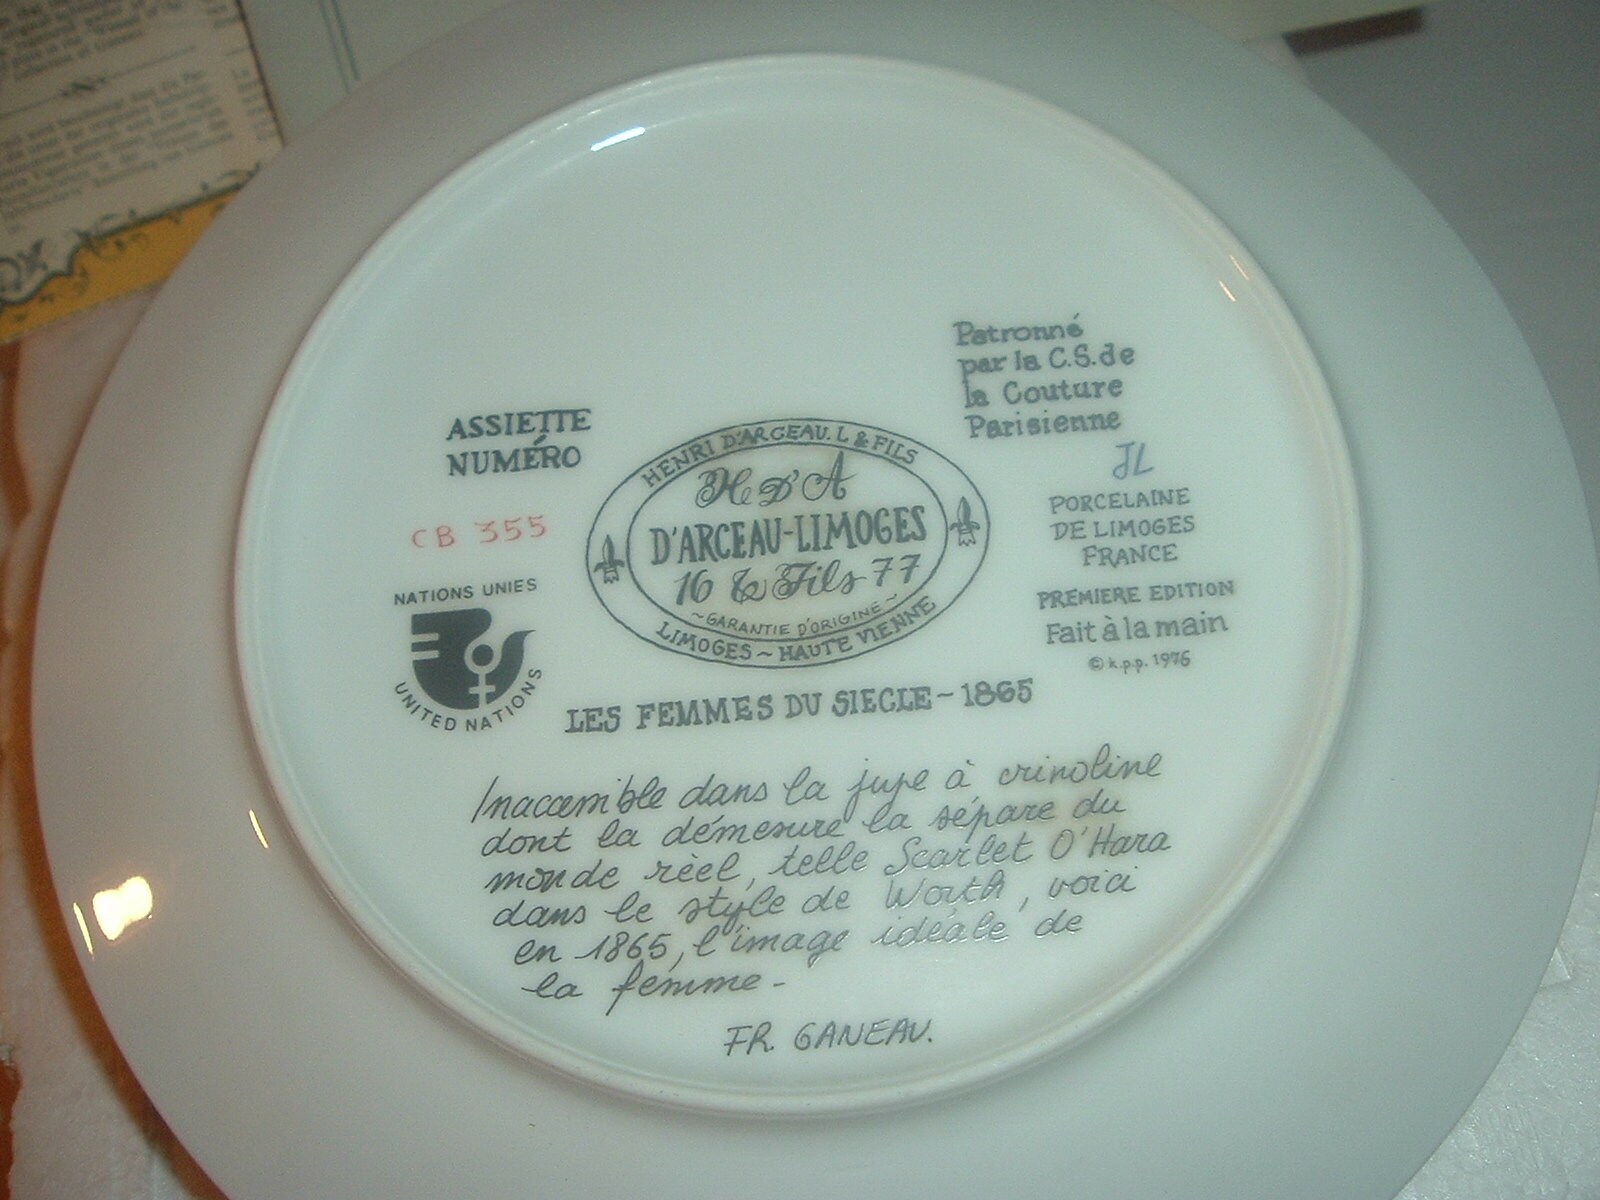 ASSIETTE
NUMÉRO
CB 355
NATIONS UNIES
UNITED NATIONS
HENRI D'ARCEAU. L & FILS
H D'A
D'ARCEAU-LIMOGES
16 & Fils 77
~GARANTIE D'ORIGINE~
LIMOGES ~ HAUTE VIENNE
Patronné
par la C.S. de
la Couture
Parisienne
JL
PORCELAINE
DE LIMOGES
FRANCE
PREMIERE EDITION
Fait à la main
© k.p.p. 1976
LES FEMMES DU SIECLE ~ 1865
Inaccessible dans la jupe à crinoline
dont la démesure la sépare du
monde rèel, telle Scarlet O'Hara
dans le style de Worth, voici
en 1865, l'image idéale de
la femme -
FR. GANEAU.